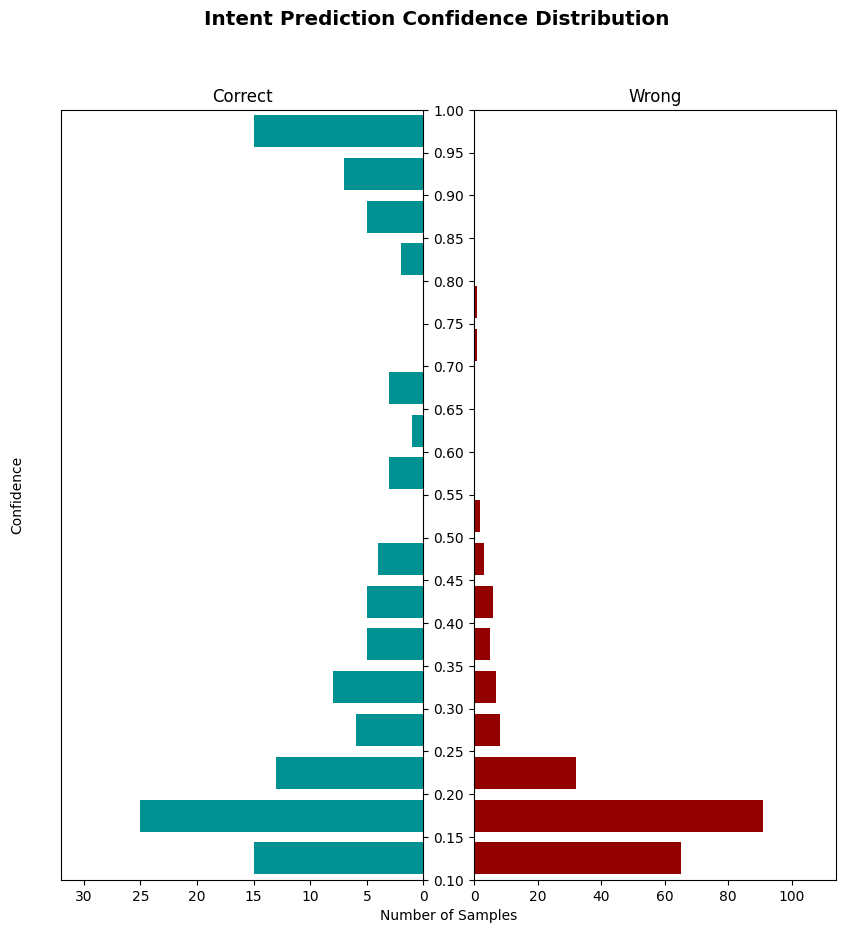 Intent Prediction Confidence Distribution
Correct
Wrong
1.00
0.95
0.90
0.85
0.80
0.75
0.70
0.65
0.60
0.55
0.50
0.45
0.40
0.35
0.30
0.25
0.20
0.15
0.10
Confidence
30 25 20 15 10 5 0
0 20 40 60 80 100
Number of Samples